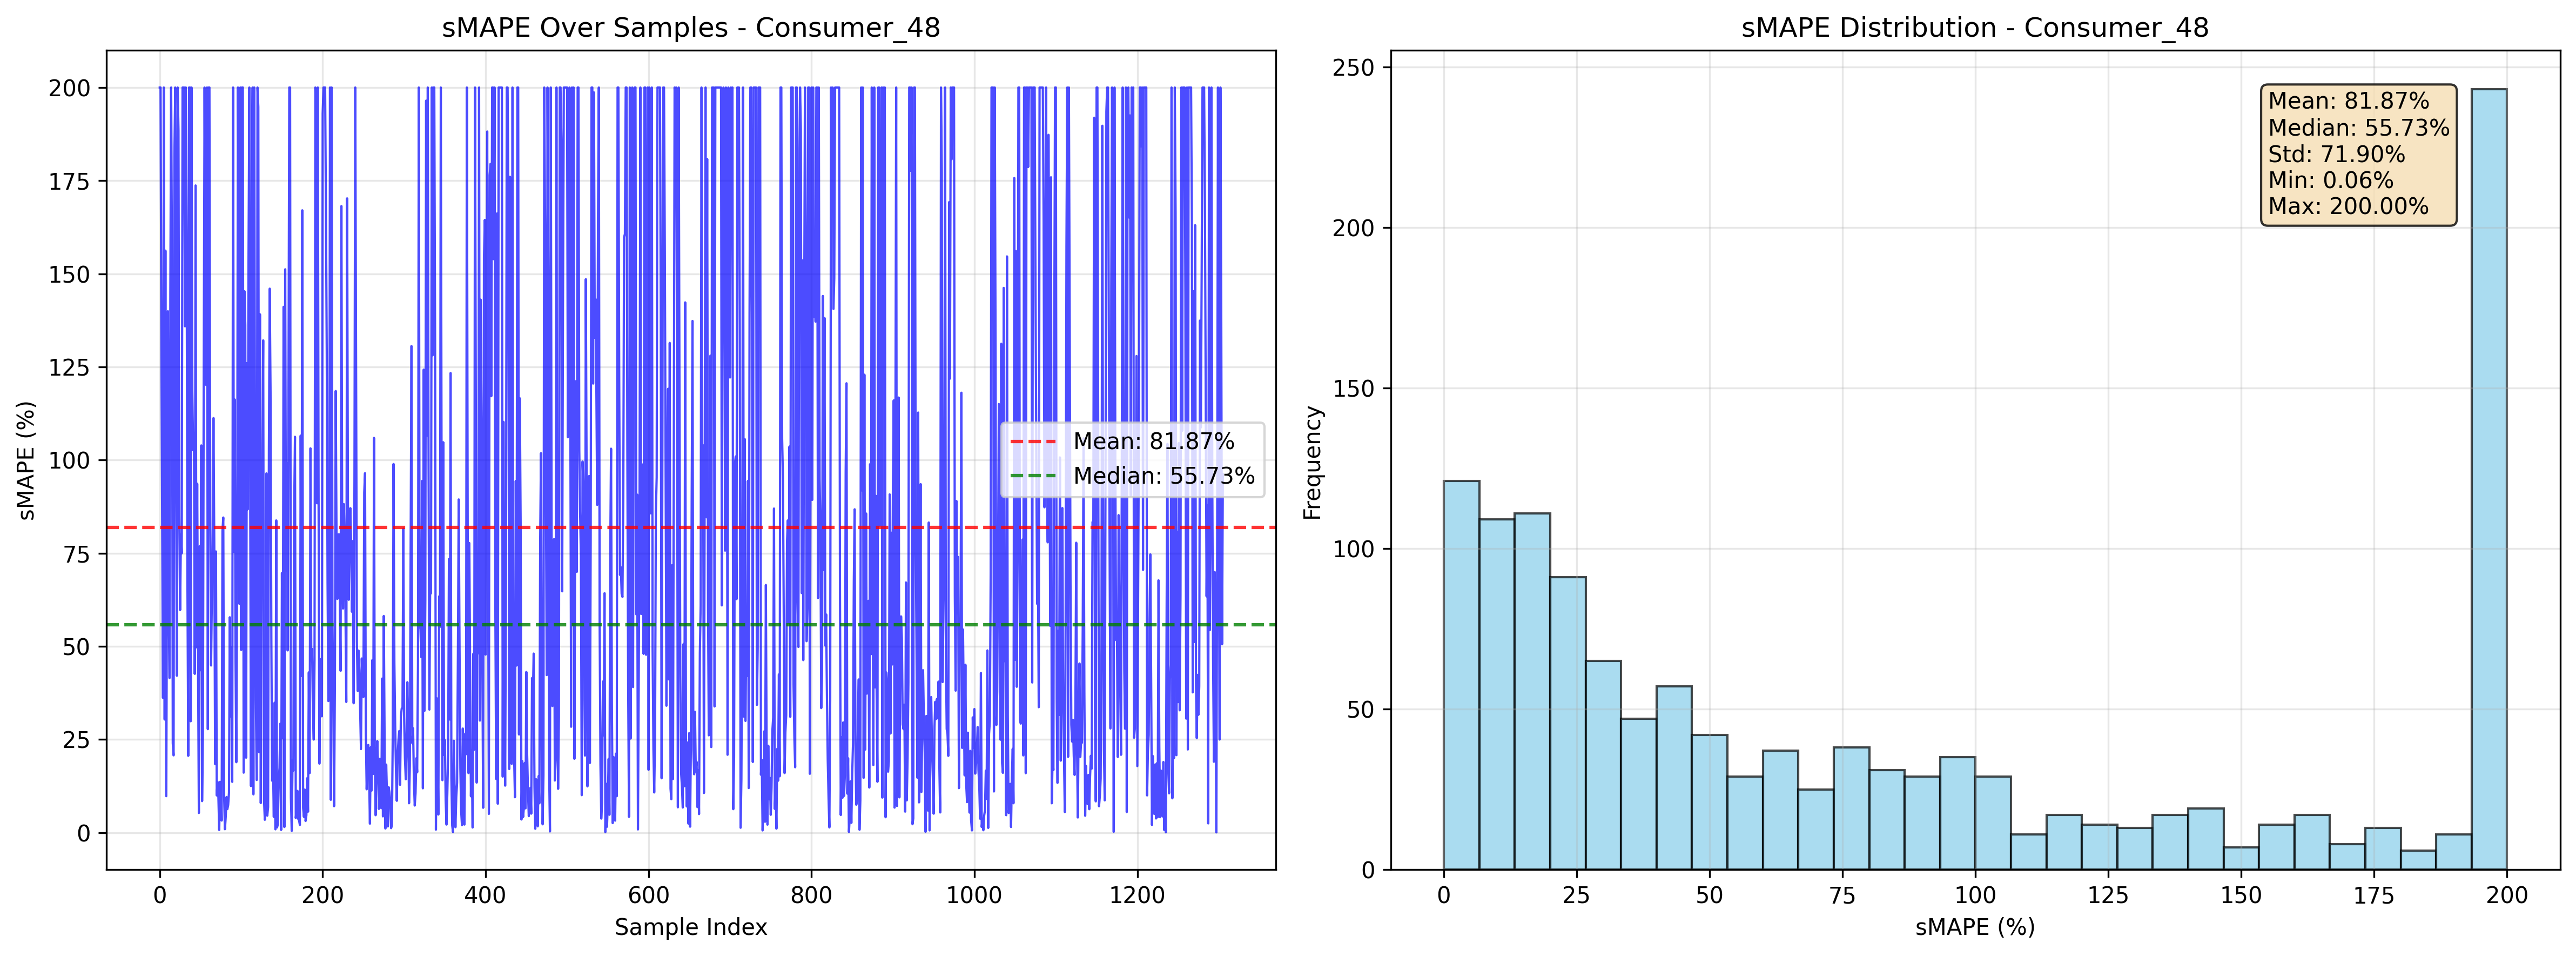 sMAPE Over Samples - Consumer_48
sMAPE (%)
200
175
150
125
100
75
50
25
0
Mean: 81.87%
Median: 55.73%
0
200
400
600
800
1000
1200
Sample Index
sMAPE Distribution - Consumer_48
Frequency
250
200
150
100
50
0
Mean: 81.87%
Median: 55.73%
Std: 71.90%
Min: 0.06%
Max: 200.00%
0
25
50
75
100
125
150
175
200
sMAPE (%)